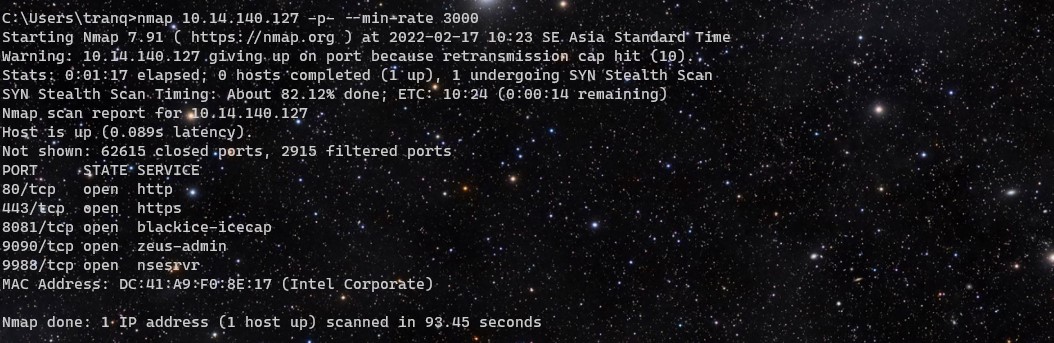 C:\Users\tranq>nmap 10.14.140.127 -p- --min-rate 3000
Starting Nmap 7.91 ( https://nmap.org ) at 2022-02-17 10:23 SE Asia Standard Time
Warning: 10.14.140.127 giving up on port because retransmission cap hit (10).
Stats: 0:01:17 elapsed; 0 hosts completed (1 up), 1 undergoing SYN Stealth Scan
SYN Stealth Scan Timing: About 82.12% done; ETC: 10:24 (0:00:14 remaining)
Nmap scan report for 10.14.140.127
Host is up (0.089s latency).
Not shown: 62615 closed ports, 2915 filtered ports
PORT     STATE SERVICE
80/tcp   open  http
443/tcp  open  https
8081/tcp open  blackice-icecap
9090/tcp open  zeus-admin
9988/tcp open  nsesrvr
MAC Address: DC:41:A9:F0:8E:17 (Intel Corporate)
Nmap done: 1 IP address (1 host up) scanned in 93.45 seconds